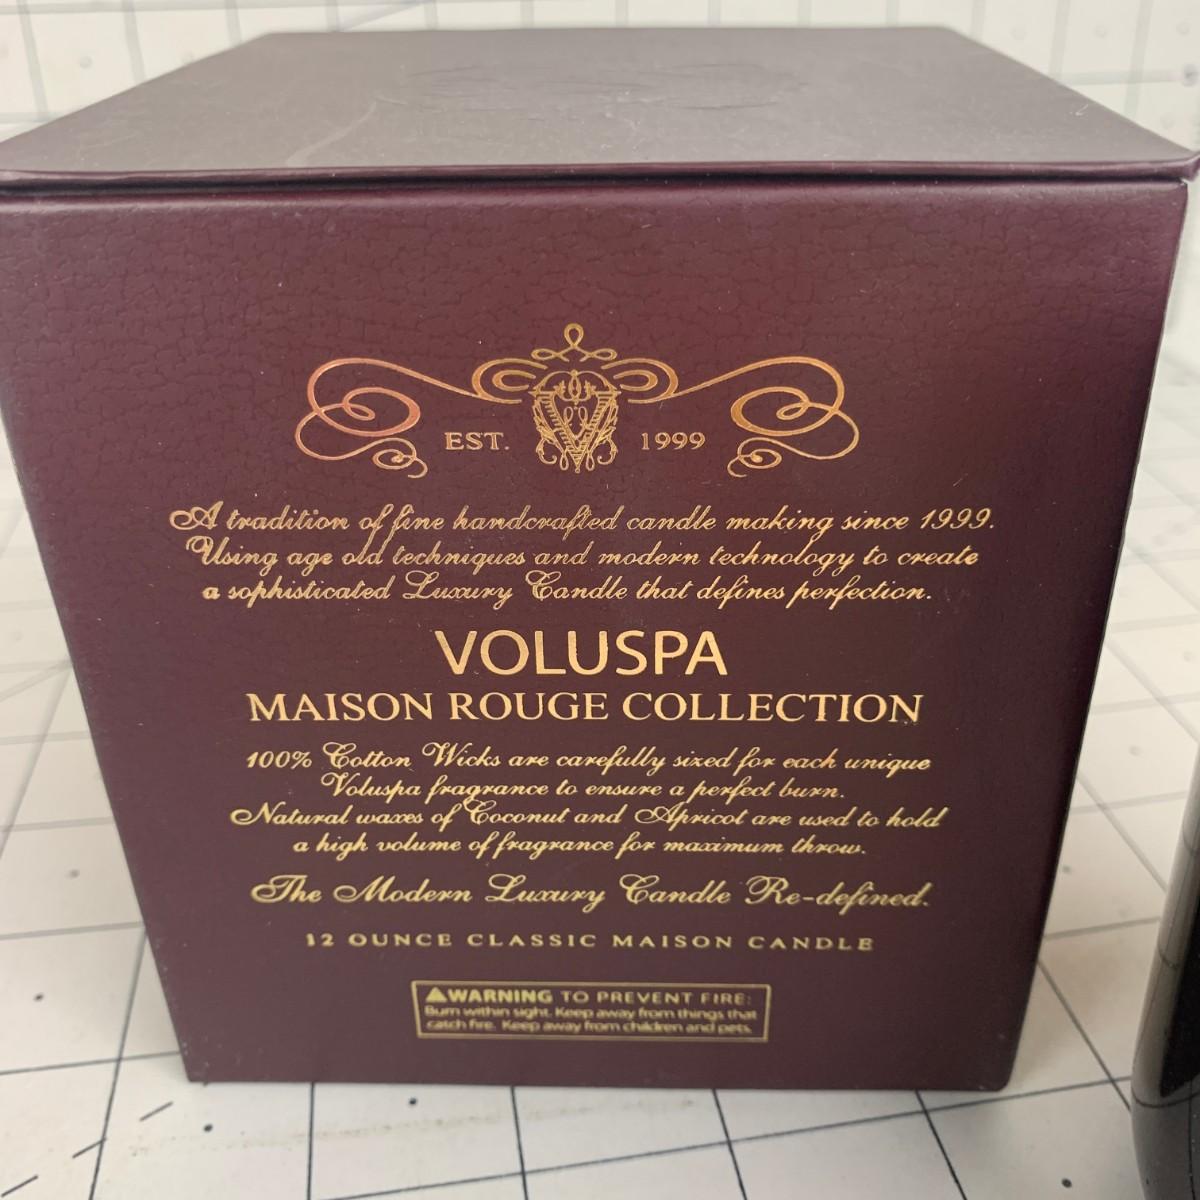 EST. 1999
A tradition of fine handcrafted candle making since 1999.
Using age old techniques and modern technology to create
a sophisticated Luxury Candle that defines perfection.
VOLUSPA
MAISON ROUGE COLLECTION
100% Cotton Wicks are carefully sized for each unique
Voluspa fragrance to ensure a perfect burn.
Natural waxes of Coconut and Apricot are used to hold
a high volume of fragrance for maximum throw.
The Modern Luxury Candle Re-defined.
12 OUNCE CLASSIC MAISON CANDLE
WARNING TO PREVENT FIRE:
Burn within sight. Keep away from things that
catch fire. Keep away from children and pets.